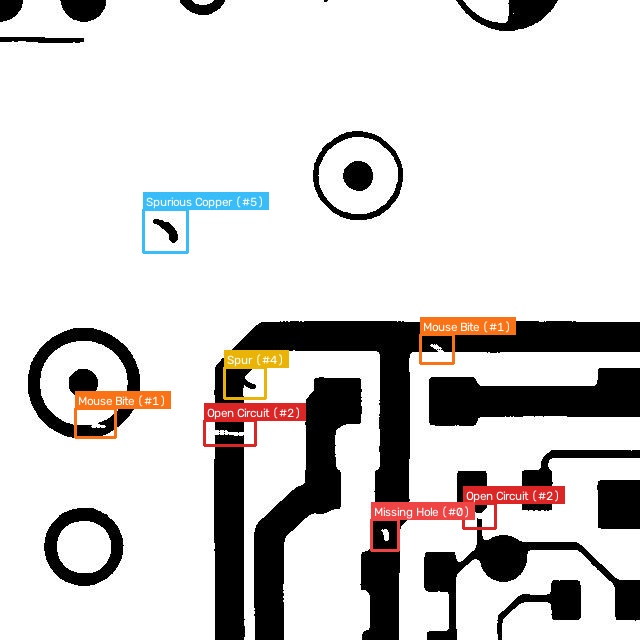 Spurious Copper (#5)
Mouse Bite (#1)
Spur (#4)
Mouse Bite (#1)
Open Circuit (#2)
Open Circuit (#2)
Missing Hole (#0)